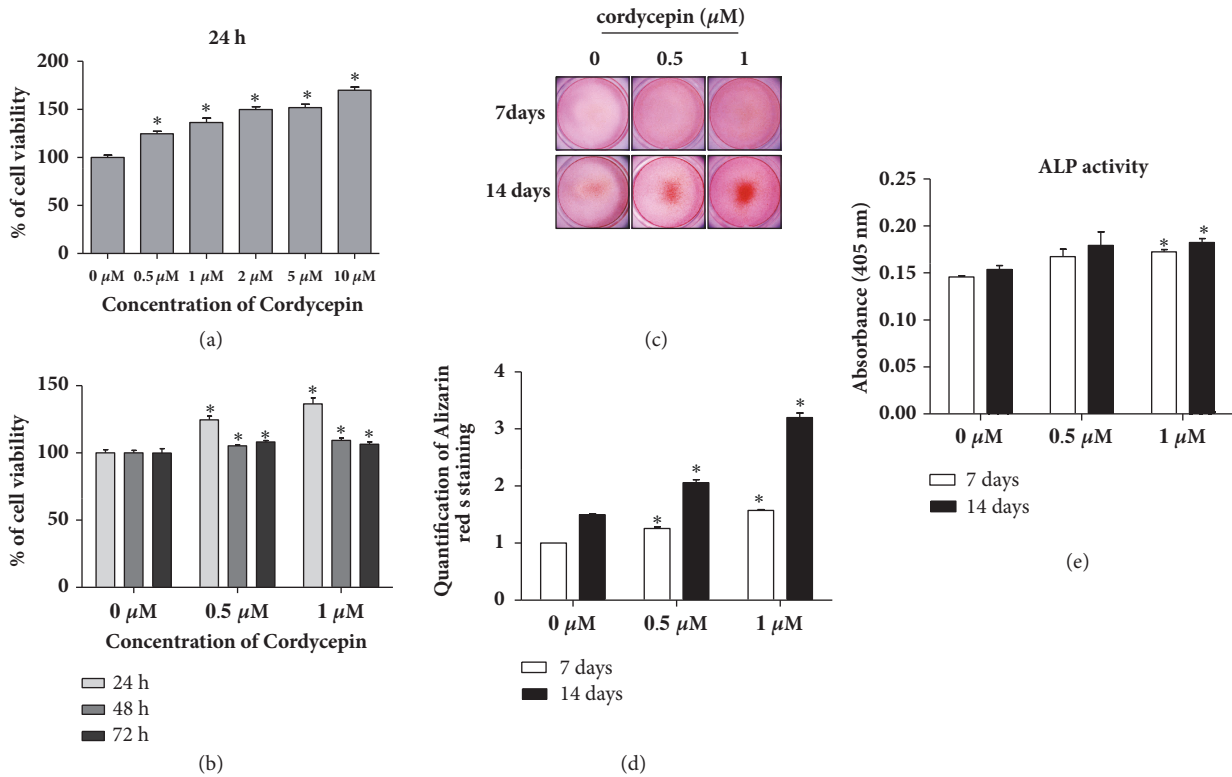 24 h
% of cell viability
200
150
100
50
0
0 μM 0.5 μM 1 μM 2 μM 5 μM 10 μM
* * * * *
Concentration of Cordycepin
(a)
% of cell viability
150
100
50
0
* * * * * *
0 μM 0.5 μM 1 μM
Concentration of Cordycepin
24 h
48 h
72 h
(b)
cordycepin (μM)
0 0.5 1
7days
14 days
(c)
Quantification of Alizarin
red s staining
4
3
2
1
0
* * * *
0 μM 0.5 μM 1 μM
7 days
14 days
(d)
ALP activity
Absorbance (405 nm)
0.25
0.20
0.15
0.10
0.05
0.00
* *
0 μM 0.5 μM 1 μM
7 days
14 days
(e)